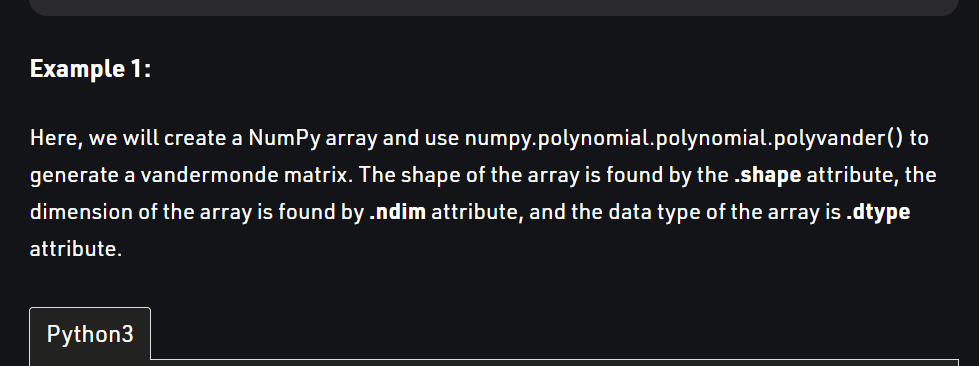 Example 1:
Here, we will create a NumPy array and use numpy.polynomial.polynomial.polyvander() to
generate a vandermonde matrix. The shape of the array is found by the .shape attribute, the
dimension of the array is found by .ndim attribute, and the data type of the array is .dtype
attribute.
Python3